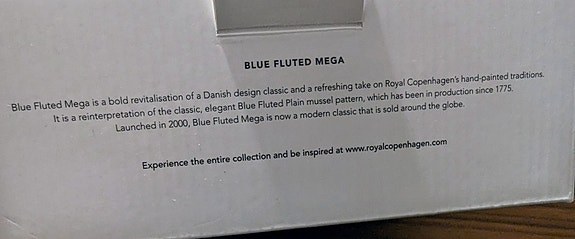 BLUE FLUTED MEGA
Blue Fluted Mega is a bold revitalisation of a Danish design classic and a refreshing take on Royal Copenhagen's hand-painted traditions.
It is a reinterpretation of the classic, elegant Blue Fluted Plain mussel pattern, which has been in production since 1775.
Launched in 2000, Blue Fluted Mega is now a modern classic that is sold around the globe.
Experience the entire collection and be inspired at www.royalcopenhagen.com